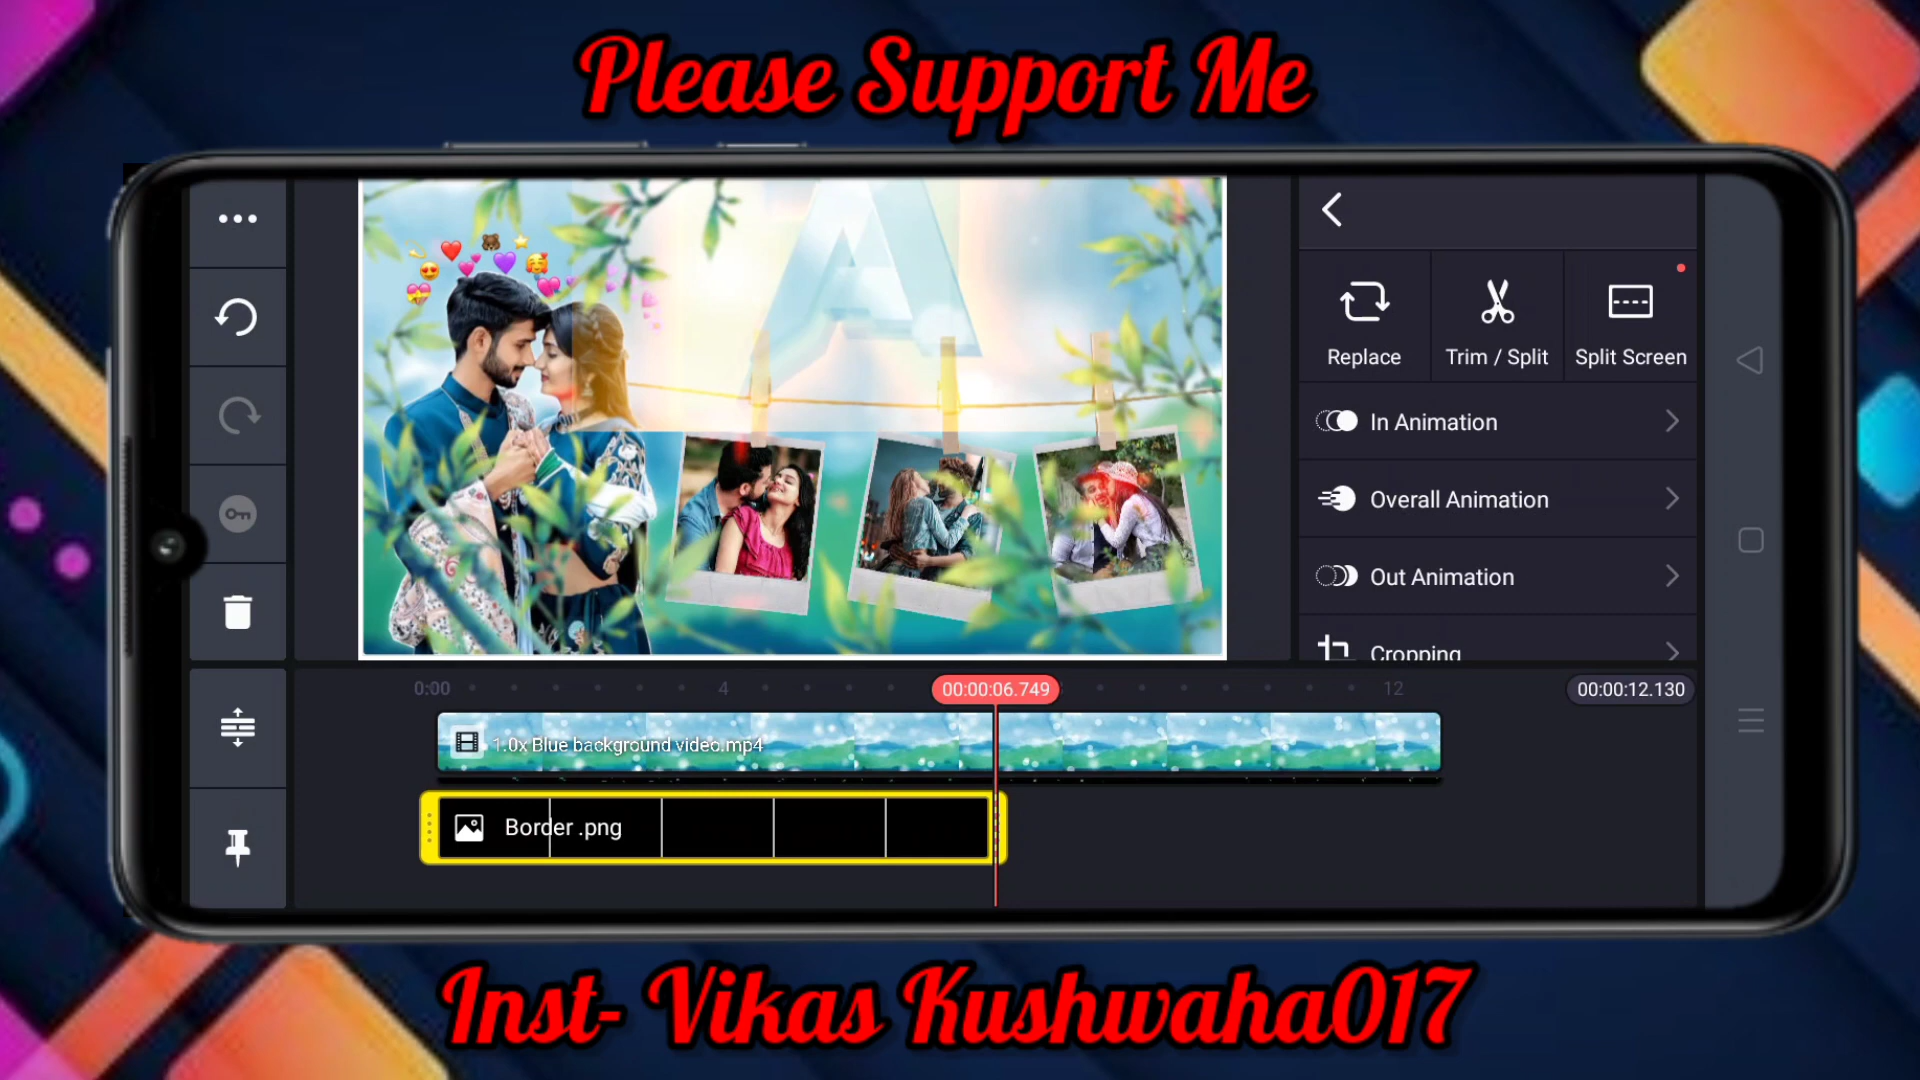 Please Support Me
A
Replace
Trim / Split
Split Screen
In Animation
Overall Animation
Out Animation
Cropping
0:00
4
00:00:06.749
12
00:00:12.130
1.0x Blue background video.mp4
Border .png
Inst- Vikas Kushwaha017